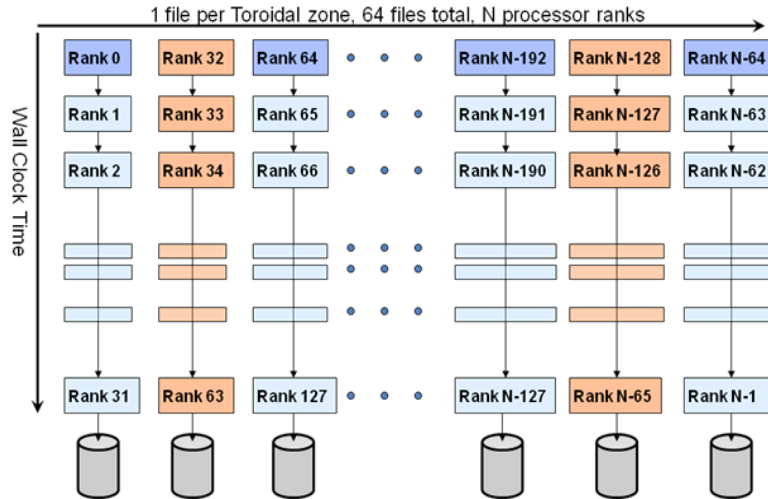 1 file per Toroidal zone, 64 files total, N processor ranks
Wall Clock Time
Rank 0 Rank 32 Rank 64 Rank N-192 Rank N-128 Rank N-64
Rank 1 Rank 33 Rank 65 Rank N-191 Rank N-127 Rank N-63
Rank 2 Rank 34 Rank 66 Rank N-190 Rank N-126 Rank N-62
Rank 31 Rank 63 Rank 127 Rank N-127 Rank N-65 Rank N-1